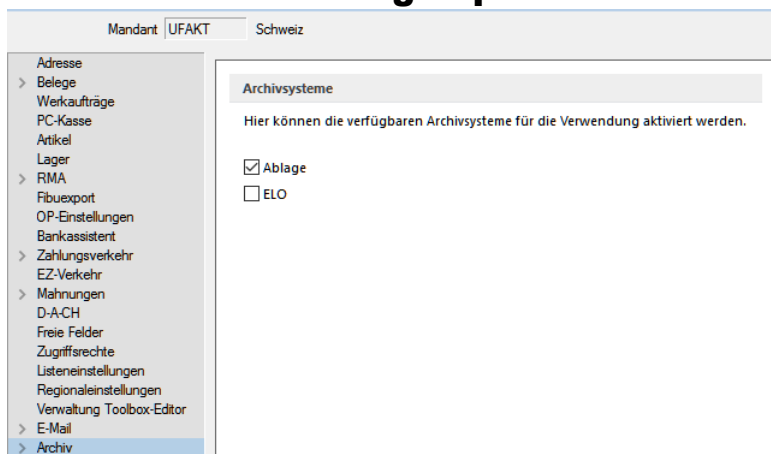 Mandant UFAKT Schweiz
Adresse
Belege
Werkaufträge
PC-Kasse
Artikel
Lager
RMA
Fibuexport
OP-Einstellungen
Bankassistent
Zahlungsverkehr
EZ-Verkehr
Mahnungen
D-A-CH
Freie Felder
Zugriffsrechte
Listeneinstellungen
Regionaleinstellungen
Verwaltung Toolbox-Editor
E-Mail
Archiv
Archivsysteme
Hier können die verfügbaren Archivsysteme für die Verwendung aktiviert werden.
Ablage
ELO